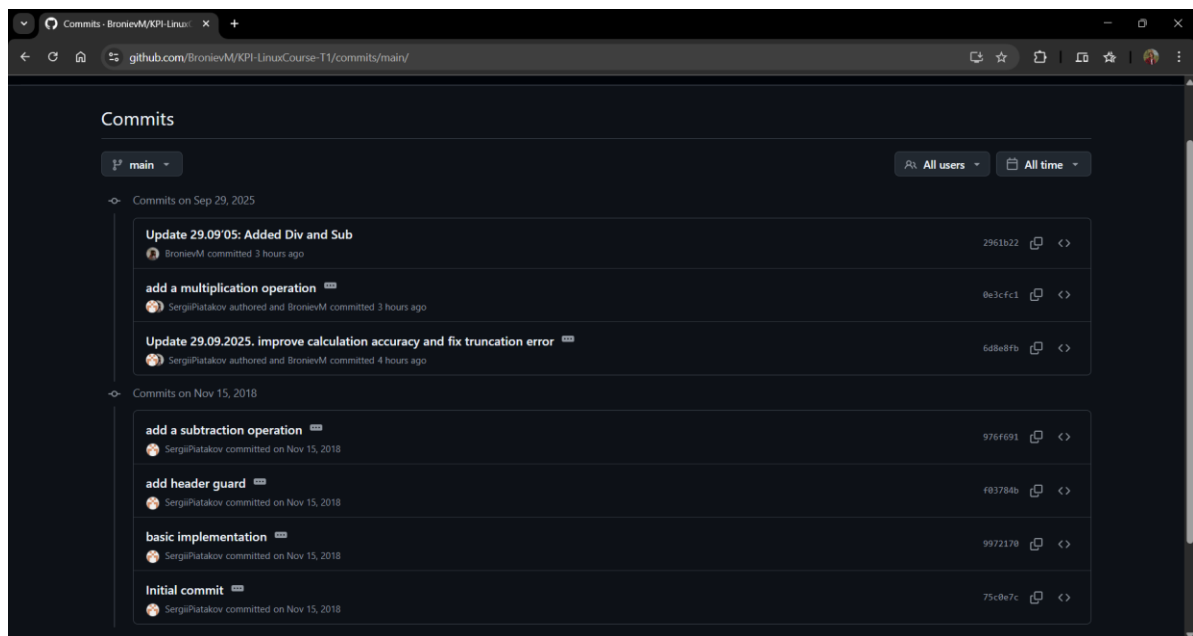 Commits · BronievM/KPI-Linux
github.com/BronievM/KPI-LinuxCourse-T1/commits/main/
Commits
main
All users
All time
Commits on Sep 29, 2025
Update 29.09'05: Added Div and Sub
2961b22
BronievM committed 3 hours ago
add a multiplication operation
0e3cfc1
SergiiPiatakov authored and BronievM committed 3 hours ago
Update 29.09.2025. improve calculation accuracy and fix truncation error
6d8e8fb
SergiiPiatakov authored and BronievM committed 4 hours ago
Commits on Nov 15, 2018
add a subtraction operation
976f691
SergiiPiatakov committed on Nov 15, 2018
add header guard
f03784b
SergiiPiatakov committed on Nov 15, 2018
basic implementation
9972170
SergiiPiatakov committed on Nov 15, 2018
Initial commit
75c0e7c
SergiiPiatakov committed on Nov 15, 2018